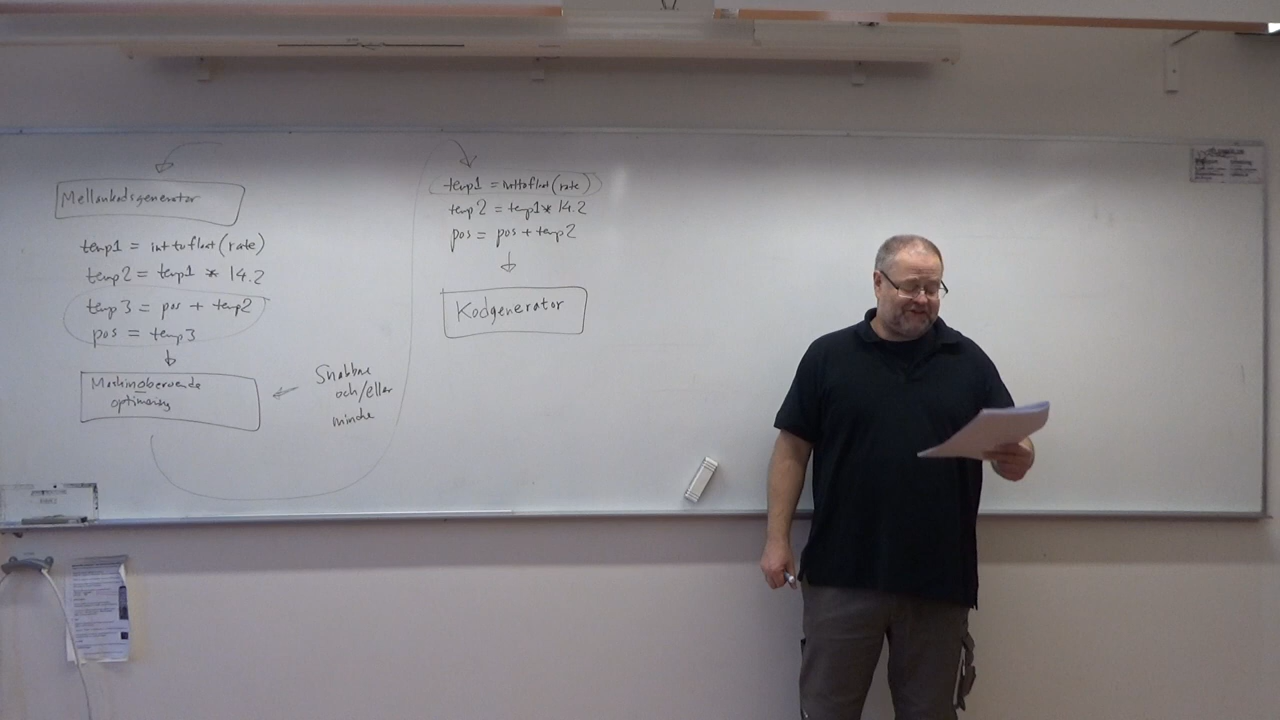 Mellankodsgenerator
temp1 = inttofloat(rate)
temp2 = temp1 * 14.2
temp3 = pos + temp2
pos = temp3
Maskinoberoende
optimering
Snabbare
och/eller
mindre
temp1 = inttofloat(rate)
temp2 = temp1 * 14.2
pos = pos + temp2
Kodgenerator